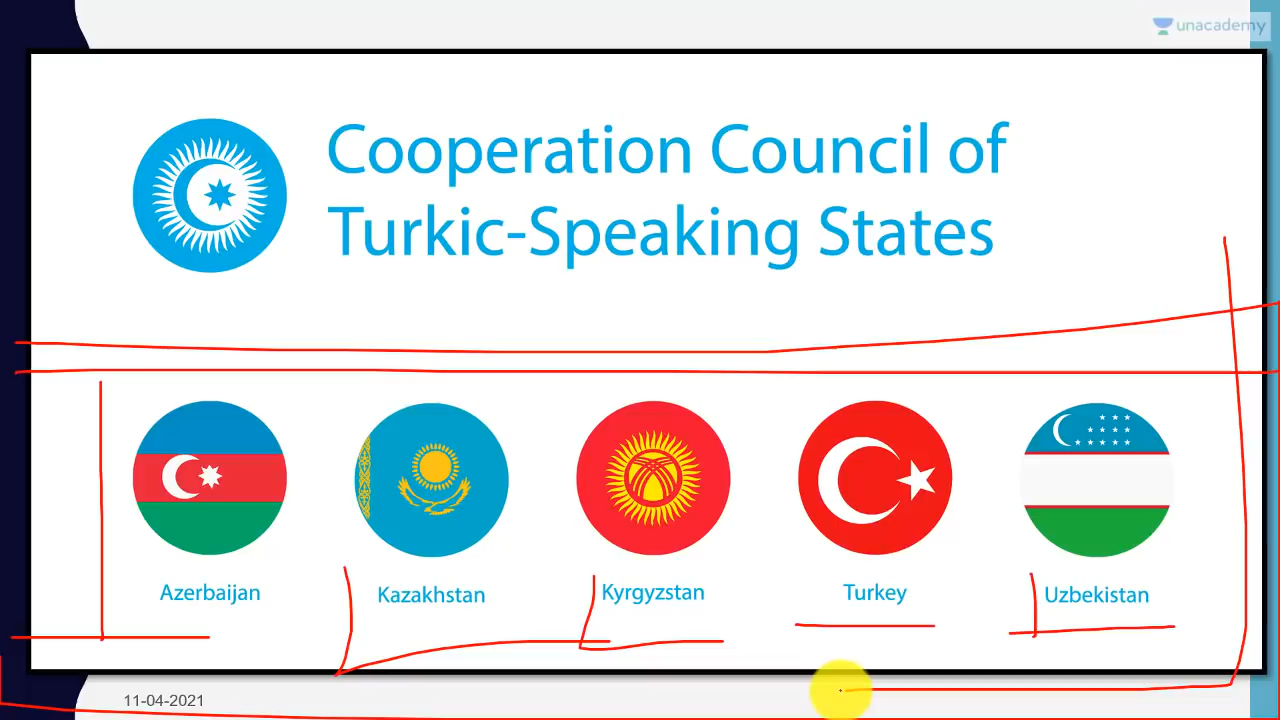 unacademy
Cooperation Council of
Turkic-Speaking States
Azerbaijan
Kazakhstan
Kyrgyzstan
Turkey
Uzbekistan
11-04-2021